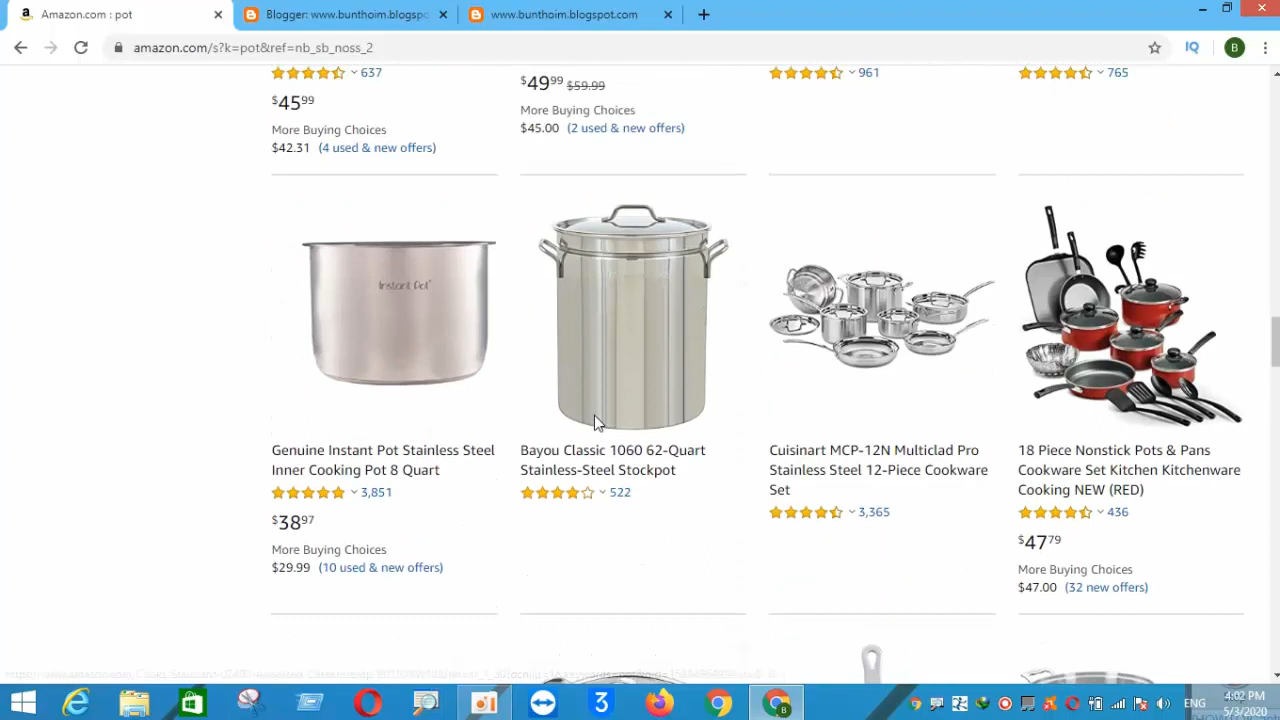 Amazon.com : pot
Blogger: www.bunthoim.blogspo
www.bunthoim.blogspot.com
amazon.com/s?k=pot&ref=nb_sb_noss_2
IQ
B
637
$45 99
More Buying Choices
$42.31 (4 used & new offers)
$49 99 $59.99
More Buying Choices
$45.00 (2 used & new offers)
961
765
Instant Pot
Genuine Instant Pot Stainless Steel
Inner Cooking Pot 8 Quart
3,851
$38 97
More Buying Choices
$29.99 (10 used & new offers)
Bayou Classic 1060 62-Quart
Stainless-Steel Stockpot
522
Cuisinart MCP-12N Multiclad Pro
Stainless Steel 12-Piece Cookware
Set
3,365
18 Piece Nonstick Pots & Pans
Cookware Set Kitchen Kitchenware
Cooking NEW (RED)
436
$47 79
More Buying Choices
$47.00 (32 new offers)
ENG
4:02 PM
5/3/2020